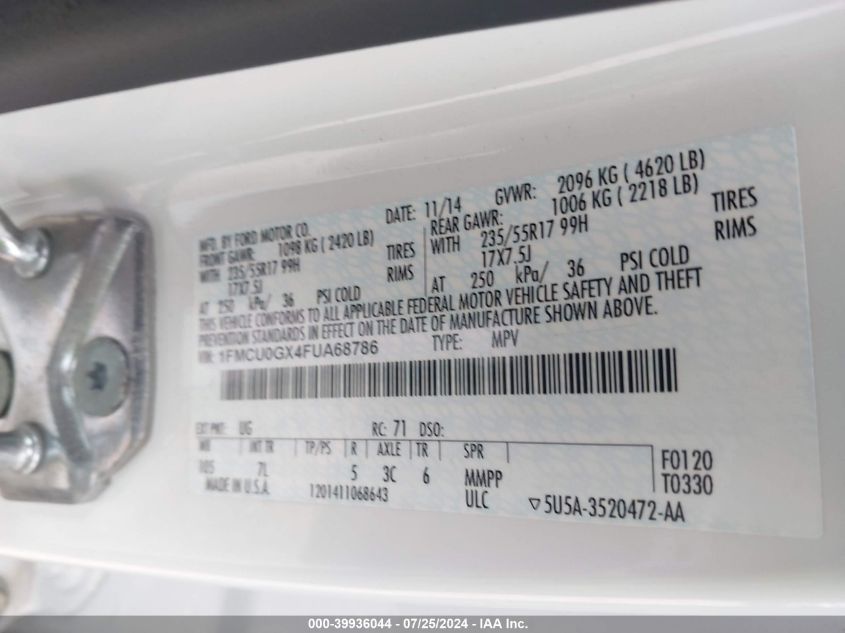 MFD. BY FORD MOTOR CO.
DATE: 11/14
GVWR: 2096 KG ( 4620 LB)
FRONT GAWR: 1098 KG ( 2420 LB)
REAR GAWR: 1006 KG ( 2218 LB)
WITH 235/55R17 99H TIRES
WITH 235/55R17 99H TIRES
17X7.5J RIMS
17X7.5J RIMS
AT 250 kPa/ 36 PSI COLD
AT 250 kPa/ 36 PSI COLD
THIS VEHICLE CONFORMS TO ALL APPLICABLE FEDERAL MOTOR VEHICLE SAFETY AND THEFT
PREVENTION STANDARDS IN EFFECT ON THE DATE OF MANUFACTURE SHOWN ABOVE.
VIN: 1FMCU0GX4FUA68786
TYPE: MPV
EXT PNT: UG RC: 71 DSO:
WB INT TR TP/PS R AXLE TR SPR
105 7L 5 3C 6 MMPP
F0120
T0330
MADE IN U.S.A. 1201411068643 ULC ▽5U5A-3520472-AA
000-39936044 - 07/25/2024 - IAA Inc.